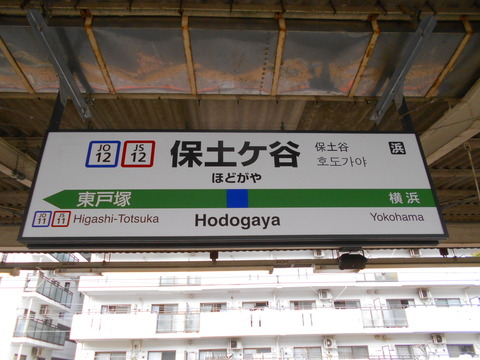 JO 12 JS 12 保土ケ谷 保土谷 浜
ほどがや 호도가야
東戸塚 横浜
JO 11 JS 11 Higashi-Totsuka Hodogaya Yokohama